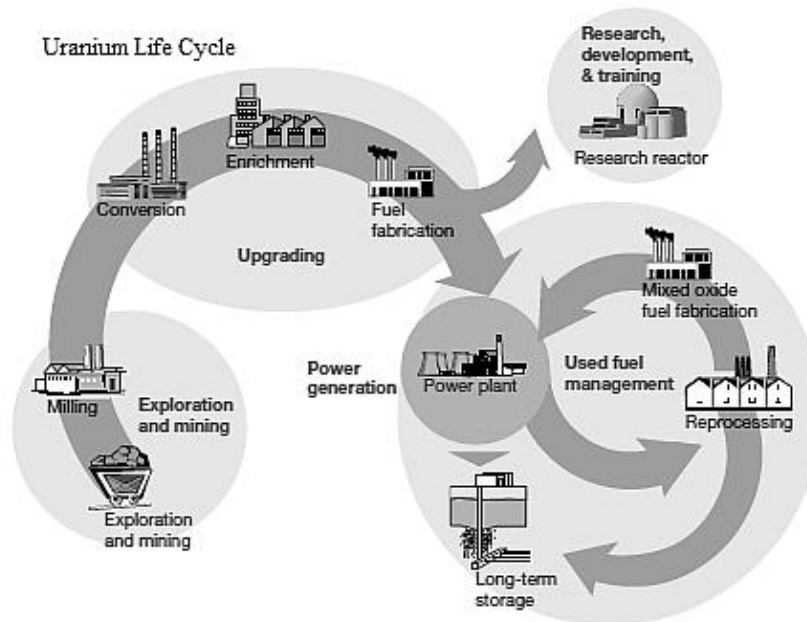 Uranium Life Cycle
Research,
development,
& training
Research reactor
Enrichment
Conversion
Fuel
fabrication
Upgrading
Mixed oxide
fuel fabrication
Power
generation
Power plant
Used fuel
management
Reprocessing
Milling
Exploration
and mining
Exploration
and mining
Long-term
storage